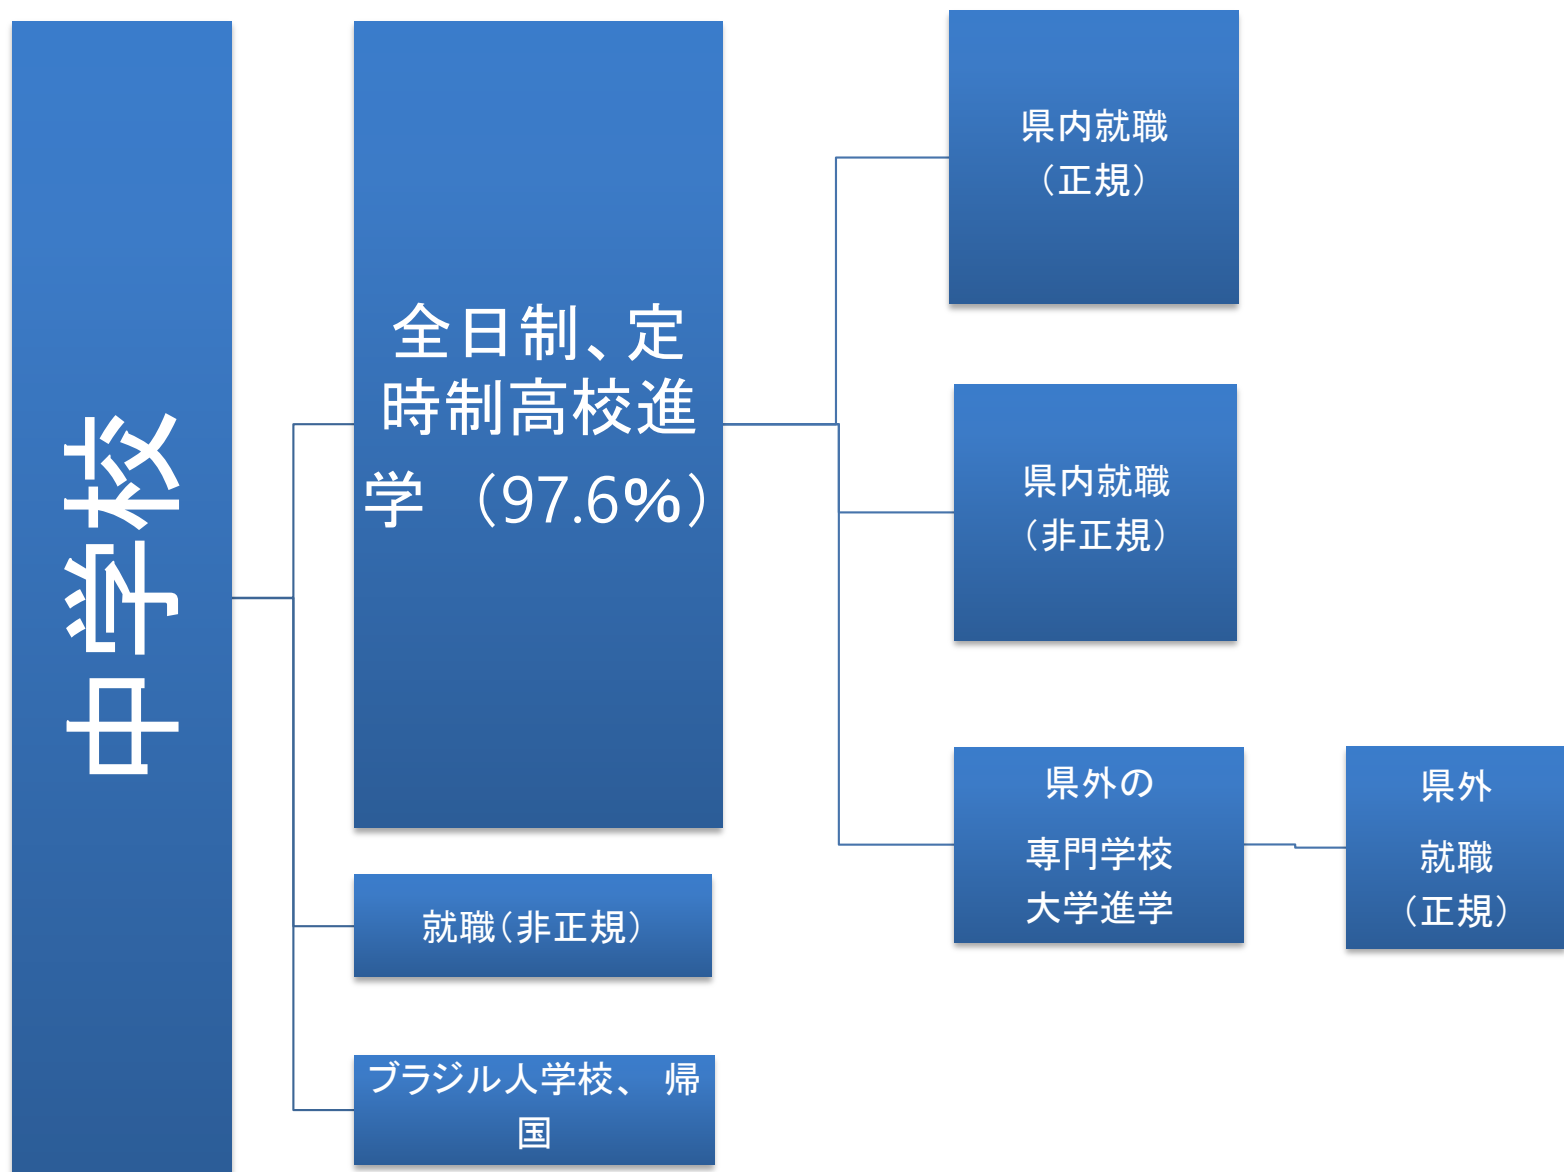 中学校
全日制、定
時制高校進
学 （97.6％）
就職（非正規）
ブラジル人学校、 帰
国
県内就職
（正規）
県内就職
（非正規）
県外の
専門学校
大学進学
県外
就職
（正規）